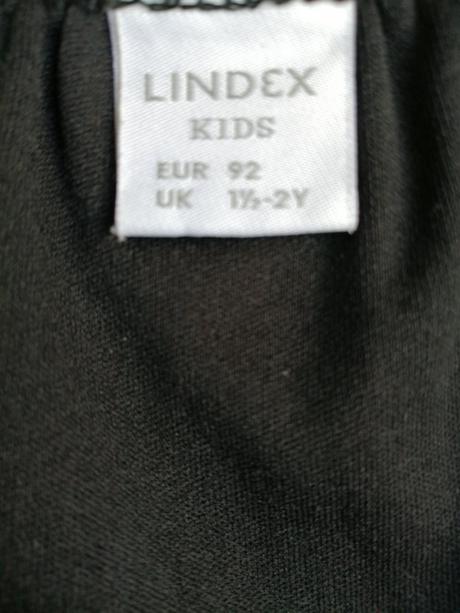 LINDEX
KIDS
EUR 92
UK 1½-2Y